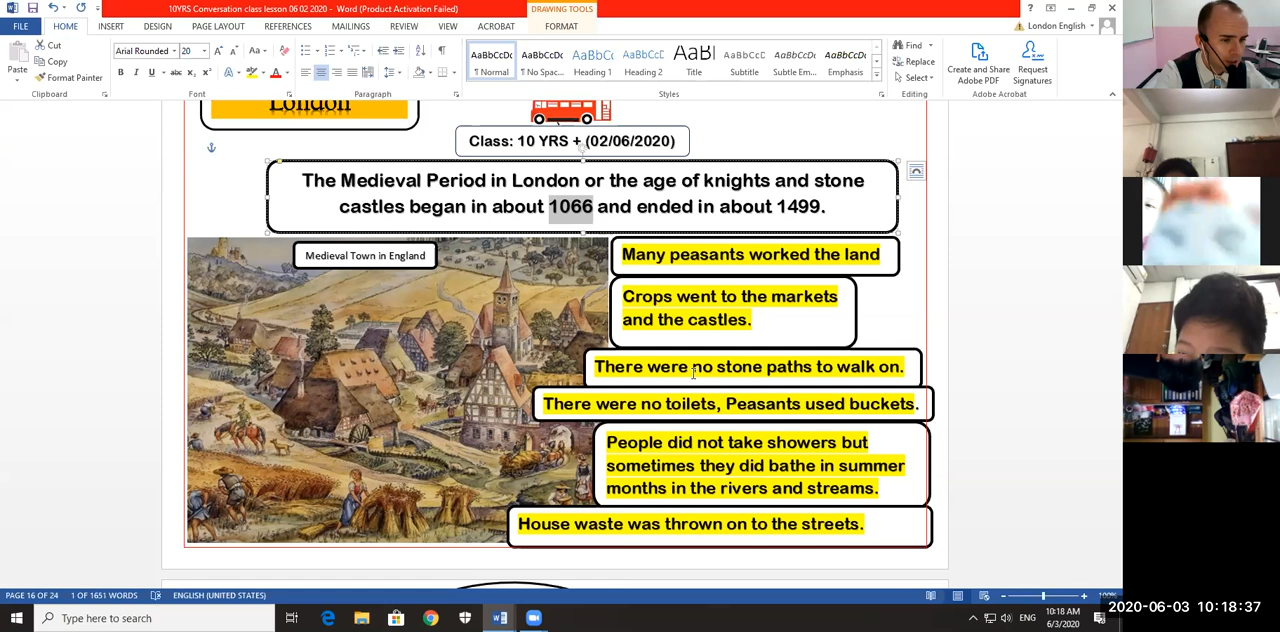 10YRS Conversation class lesson 06 02 2020 - Word (Product Activation Failed)
DRAWING TOOLS
FILE HOME INSERT DESIGN PAGE LAYOUT REFERENCES MAILINGS REVIEW VIEW ACROBAT FORMAT
London English
Paste
Cut
Copy
Format Painter
Clipboard
Arial Rounded 20
Font
Paragraph
AaBbCcDc AaBbCcDc AaBbCc AaBbCcC AaB AaBbCcC AaBbCcDc AaBbCcDc
¶ Normal ¶ No Spac... Heading 1 Heading 2 Title Subtitle Subtle Em... Emphasis
Styles
Find
Replace
Select
Editing
Create and Share Adobe PDF
Request Signatures
Adobe Acrobat
London
Class: 10 YRS + (02/06/2020)
The Medieval Period in London or the age of knights and stone
castles began in about 1066 and ended in about 1499.
Medieval Town in England
Many peasants worked the land
Crops went to the markets
and the castles.
There were no stone paths to walk on.
There were no toilets, Peasants used buckets.
People did not take showers but
sometimes they did bathe in summer
months in the rivers and streams.
House waste was thrown on to the streets.
PAGE 16 OF 24 1 OF 1651 WORDS ENGLISH (UNITED STATES) 100%
Type here to search
ENG
10:18 AM
6/3/2020
2020-06-03 10:18:37